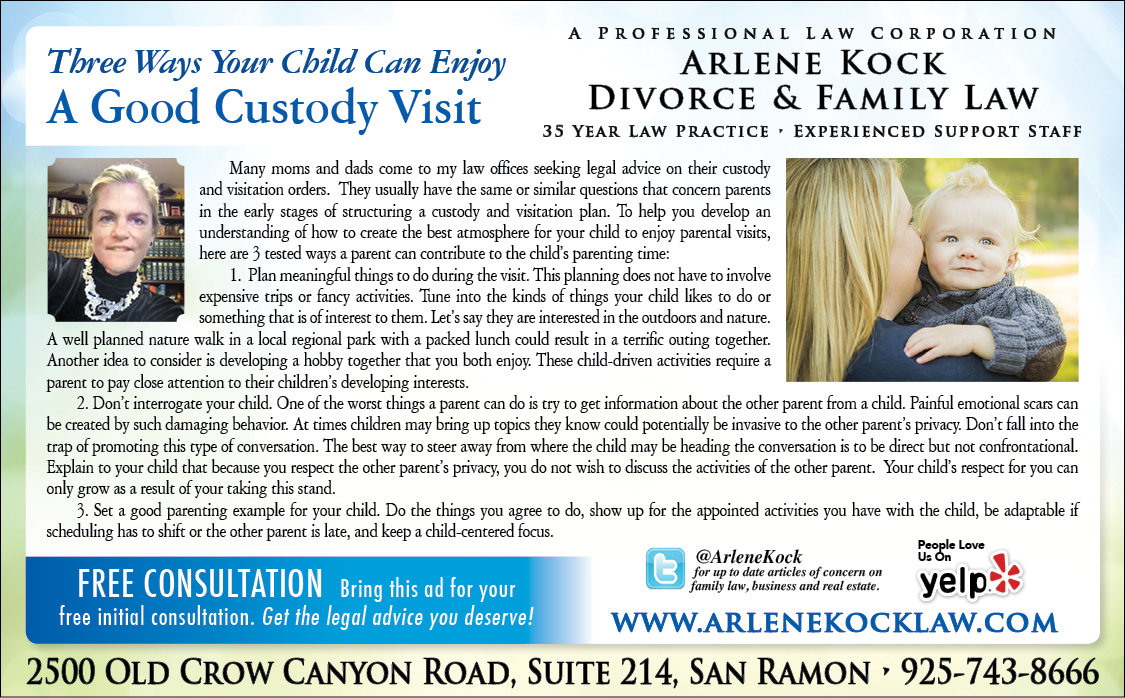 Three Ways Your Child Can Enjoy
A Good Custody Visit
A Professional Law Corporation
Arlene Kock
Divorce & Family Law
35 Year Law Practice • Experienced Support Staff
Many moms and dads come to my law offices seeking legal advice on their custody
and visitation orders. They usually have the same or similar questions that concern parents
in the early stages of structuring a custody and visitation plan. To help you develop an
understanding of how to create the best atmosphere for your child to enjoy parental visits,
here are 3 tested ways a parent can contribute to the child's parenting time:
1. Plan meaningful things to do during the visit. This planning does not have to involve
expensive trips or fancy activities. Tune into the kinds of things your child likes to do or
something that is of interest to them. Let's say they are interested in the outdoors and nature.
A well planned nature walk in a local regional park with a packed lunch could result in a terrific outing together.
Another idea to consider is developing a hobby together that you both enjoy. These child-driven activities require a
parent to pay close attention to their children's developing interests.
2. Don't interrogate your child. One of the worst things a parent can do is try to get information about the other parent from a child. Painful emotional scars can
be created by such damaging behavior. At times children may bring up topics they know could potentially be invasive to the other parent's privacy. Don't fall into the
trap of promoting this type of conversation. The best way to steer away from where the child may be heading the conversation is to be direct but not confrontational.
Explain to your child that because you respect the other parent's privacy, you do not wish to discuss the activities of the other parent. Your child's respect for you can
only grow as a result of your taking this stand.
3. Set a good parenting example for your child. Do the things you agree to do, show up for the appointed activities you have with the child, be adaptable if
scheduling has to shift or the other parent is late, and keep a child-centered focus.
FREE CONSULTATION Bring this ad for your
free initial consultation. Get the legal advice you deserve!
@ArleneKock
for up to date articles of concern on
family law, business and real estate.
People Love
Us On
yelp
www.arlenekocklaw.com
2500 Old Crow Canyon Road, Suite 214, San Ramon • 925-743-8666